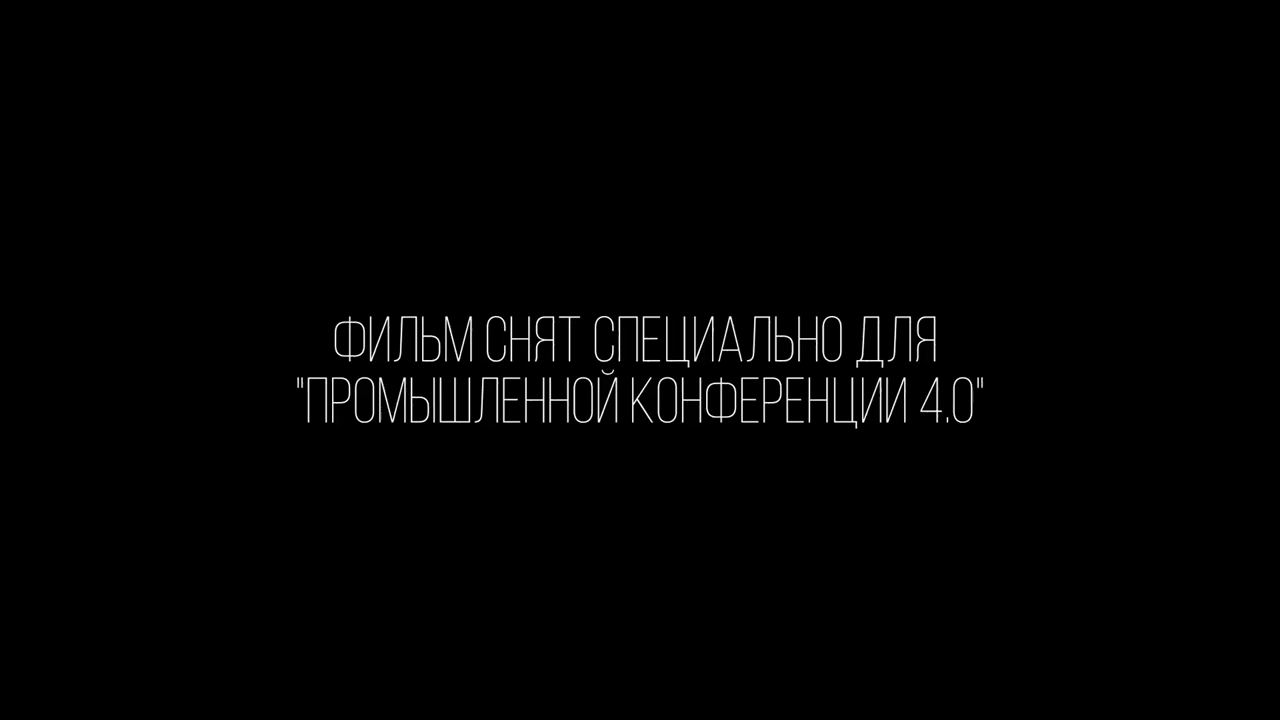 ФИЛЬМ СНЯТ СПЕЦИАЛЬНО ДЛЯ
"ПРОМЫШЛЕННОЙ КОНФЕРЕНЦИИ 4.0"